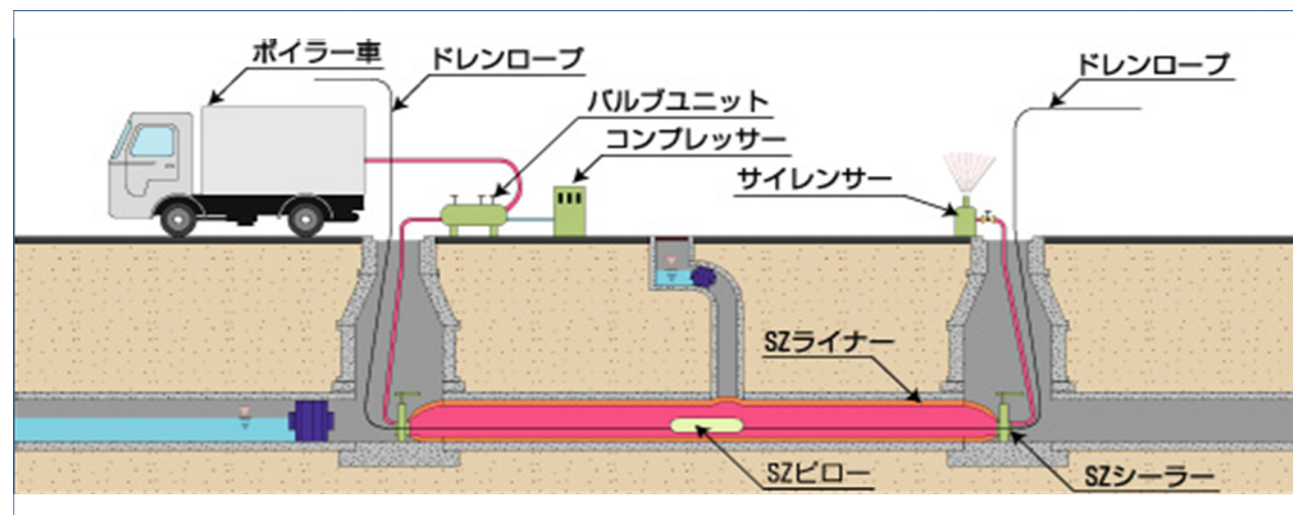 ボイラー車
ドレンロープ
ドレンロープ
バルブユニット
コンプレッサー
サイレンサー
SZライナー
SZピロー
SZシーラー